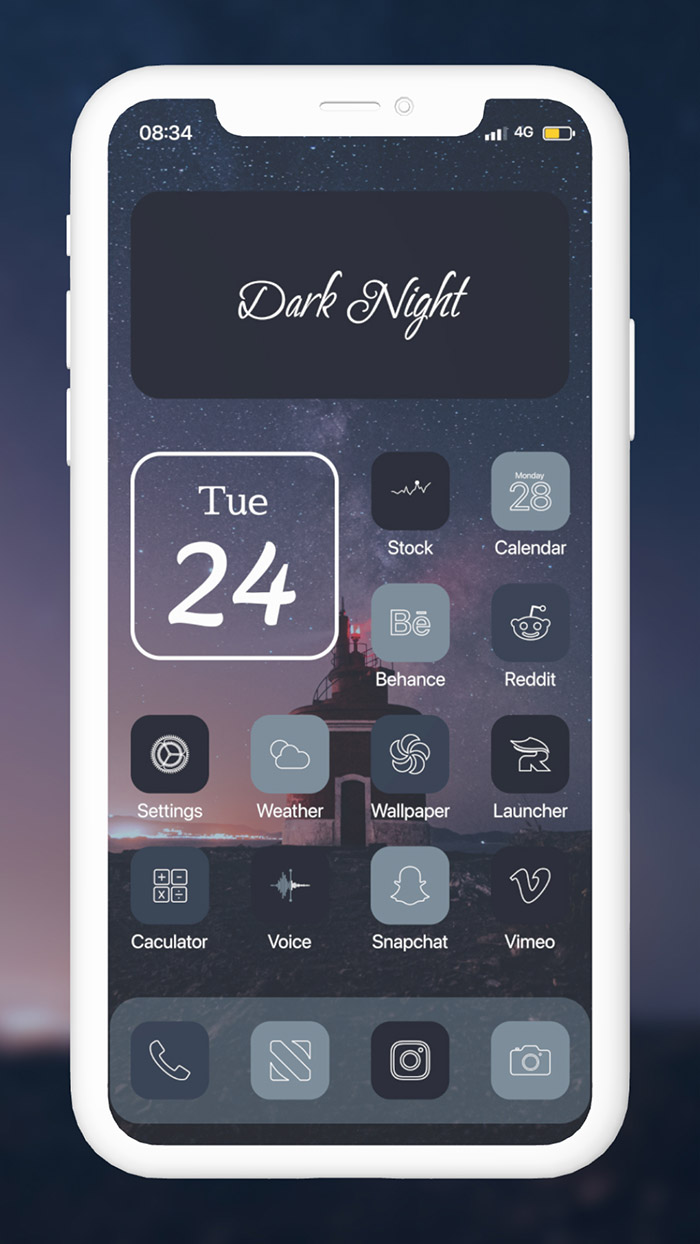 08:34 4G
Dark Night
Tue
24
Stock
Monday
28
Calendar
Bē
Behance
Reddit
Settings
Weather
R
Wallpaper
Launcher
Caculator
Voice
Snapchat
Vimeo